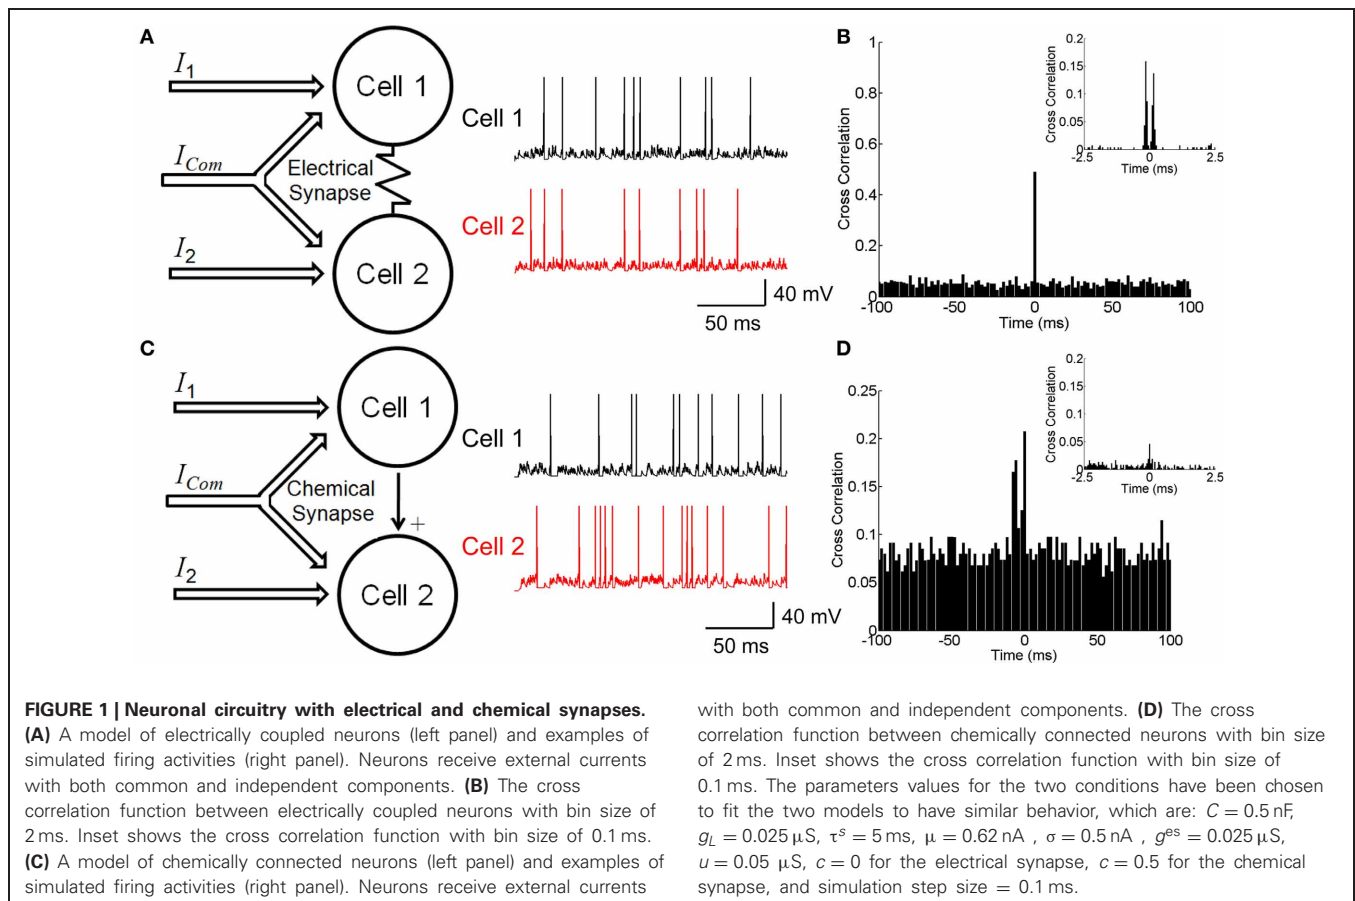 A
I1
Cell 1
ICom
Electrical
Synapse
I2
Cell 2
Cell 1
Cell 2
40 mV
50 ms
B
1
0.8
0.6
0.4
0.2
0
-100
-50
0
50
100
Cross Correlation
Time (ms)
0.2
0.15
0.1
0.05
0
-2.5
0
2.5
Cross Correlation
Time (ms)
C
I1
Cell 1
ICom
Chemical
Synapse
+
I2
Cell 2
Cell 1
Cell 2
40 mV
50 ms
D
0.25
0.2
0.15
0.1
0.05
0
-100
-50
0
50
100
Cross Correlation
Time (ms)
0.2
0.15
0.1
0.05
0
-2.5
0
2.5
Cross Correlation
Time (ms)
FIGURE 1 | Neuronal circuitry with electrical and chemical synapses.
(A) A model of electrically coupled neurons (left panel) and examples of
simulated firing activities (right panel). Neurons receive external currents
with both common and independent components. (B) The cross
correlation function between electrically coupled neurons with bin size of
2 ms. Inset shows the cross correlation function with bin size of 0.1 ms.
(C) A model of chemically connected neurons (left panel) and examples of
simulated firing activities (right panel). Neurons receive external currents
with both common and independent components. (D) The cross
correlation function between chemically connected neurons with bin size
of 2 ms. Inset shows the cross correlation function with bin size of
0.1 ms. The parameters values for the two conditions have been chosen
to fit the two models to have similar behavior, which are: C = 0.5 nF,
gL = 0.025 μS, τs = 5 ms, μ = 0.62 nA , σ = 0.5 nA , ges = 0.025 μS,
u = 0.05 μS, c = 0 for the electrical synapse, c = 0.5 for the chemical
synapse, and simulation step size = 0.1 ms.